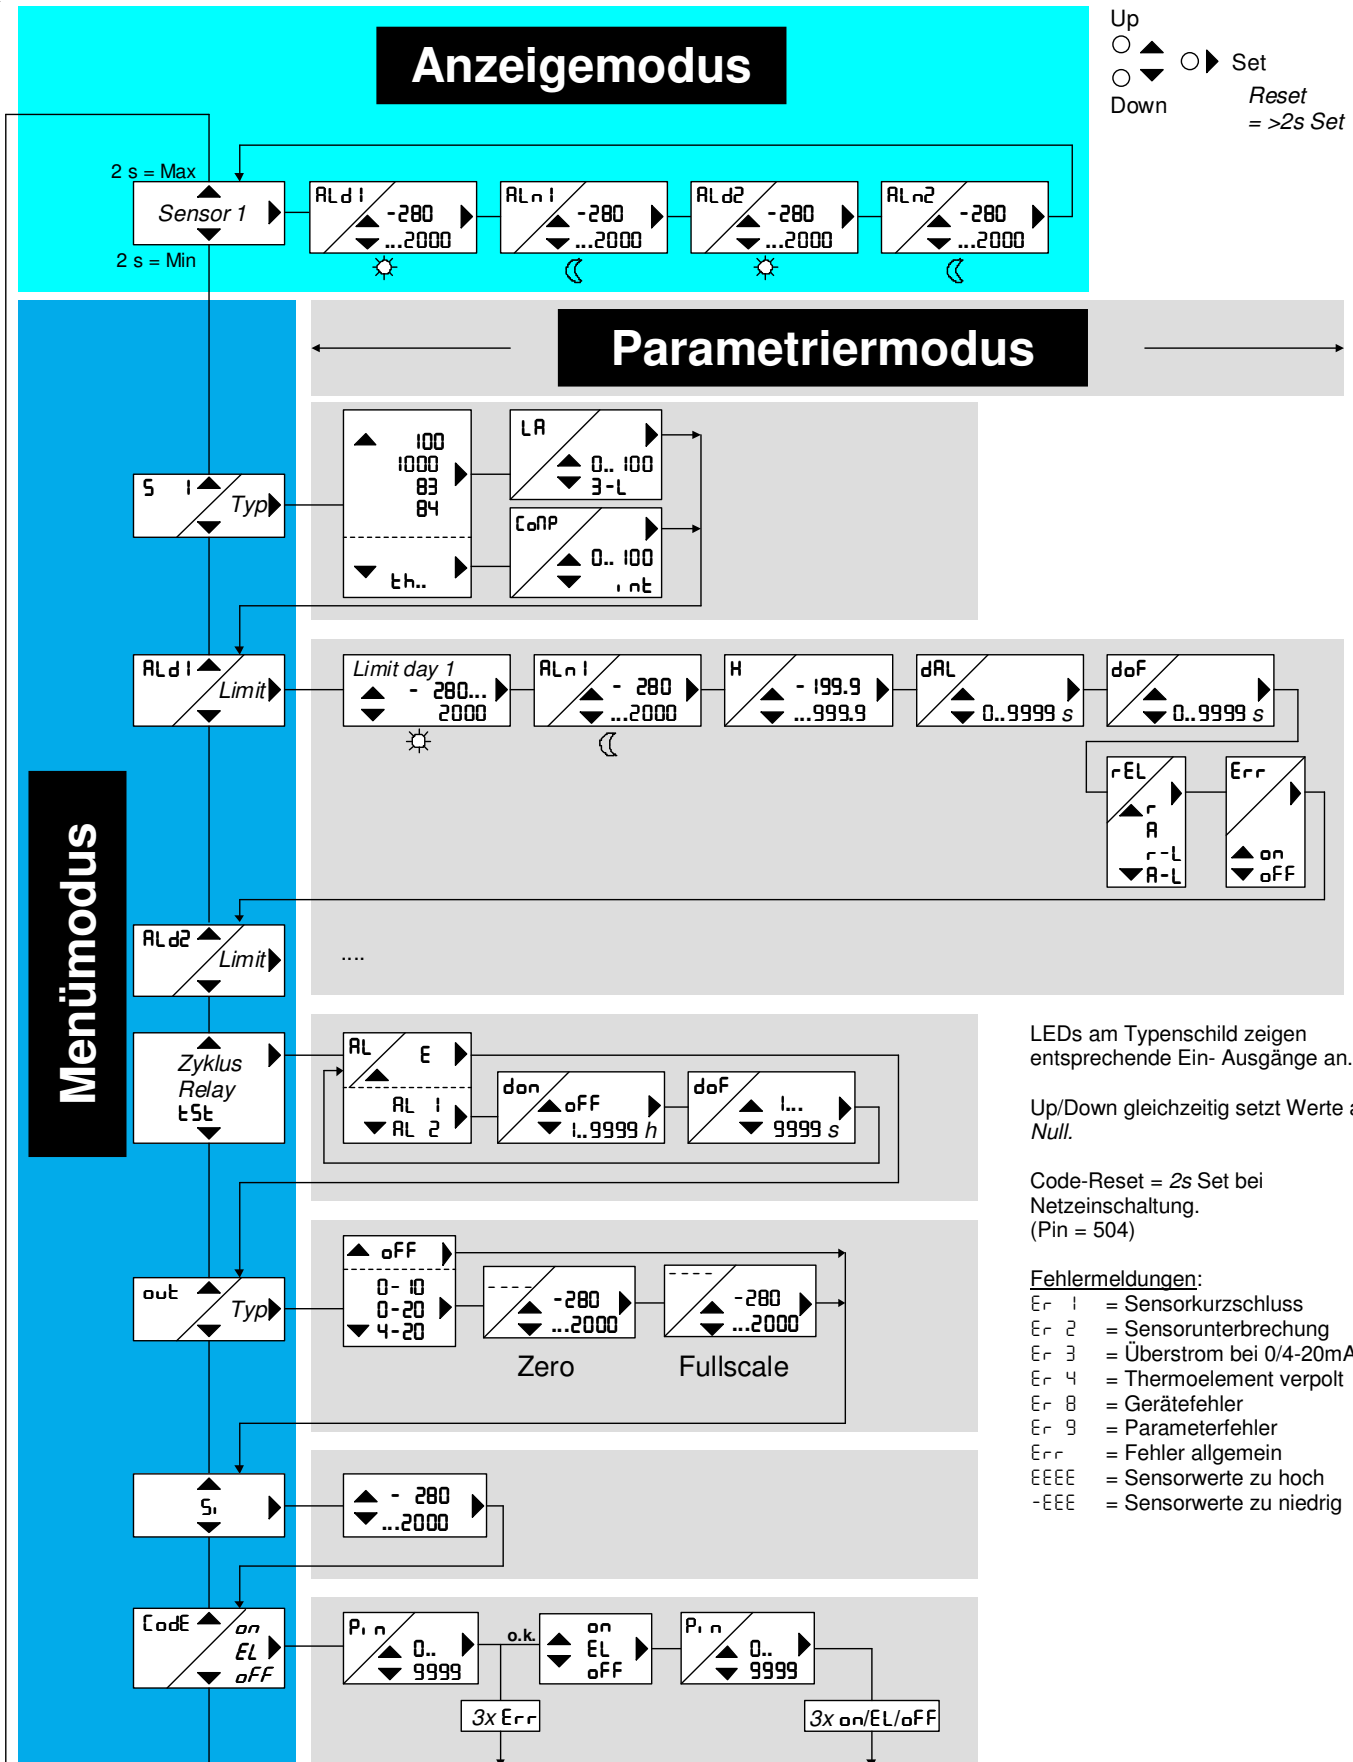 Anzeigemodus
Up
Set
Down
Reset
= >2s Set
2 s = Max
Sensor 1
2 s = Min
ALd1
-280
...2000
ALn1
-280
...2000
ALd2
-280
...2000
ALn2
-280
...2000
Parametriermodus
Menümodus
S 1
Typ
100
1000
83
84
th..
LA
0.. 100
3-L
CoMP
0.. 100
int
ALd1
Limit
Limit day 1
- 280...
2000
ALn1
- 280
...2000
H
- 199.9
...999.9
dAL
0..9999 s
doF
0..9999 s
rEL
r
A
r-L
A-L
Err
on
oFF
ALd2
Limit
....
Zyklus
Relay
tSt
AL
E
AL 1
AL 2
don
oFF
1..9999 h
doF
1...
9999 s
out
Typ
oFF
0-10
0-20
4-20
----
-280
...2000
Zero
----
-280
...2000
Fullscale
Si
- 280
...2000
CodE
on
EL
oFF
Pin
0..
9999
o.k.
on
EL
oFF
Pin
0..
9999
3x Err
3x on/EL/oFF
LEDs am Typenschild zeigen
entsprechende Ein- Ausgänge an.
Up/Down gleichzeitig setzt Werte a
Null.
Code-Reset = 2s Set bei
Netzeinschaltung.
(Pin = 504)
Fehlermeldungen:
Er 1 = Sensorkurzschluss
Er 2 = Sensorunterbrechung
Er 3 = Überstrom bei 0/4-20mA
Er 4 = Thermoelement verpolt
Er 8 = Gerätefehler
Er 9 = Parameterfehler
Err = Fehler allgemein
EEEE = Sensorwerte zu hoch
-EEE = Sensorwerte zu niedrig